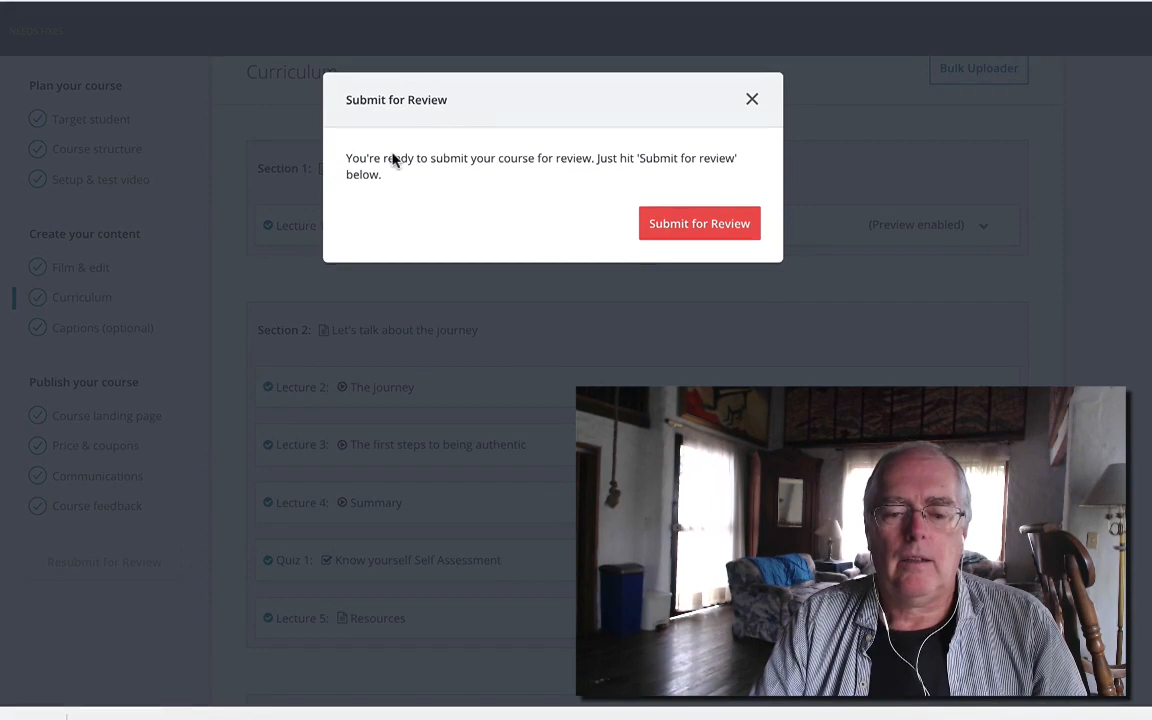 NEEDS FIXES
Curriculum
Bulk Uploader
Plan your course
Target student
Course structure
Setup & test video
Create your content
Film & edit
Curriculum
Captions (optional)
Publish your course
Course landing page
Price & coupons
Communications
Course feedback
Resubmit for Review
Submit for Review
You're ready to submit your course for review. Just hit 'Submit for review'
below.
Submit for Review
Section 1:
Lecture
(Preview enabled)
Section 2: Let's talk about the journey
Lecture 2: The journey
Lecture 3: The first steps to being authentic
Lecture 4: Summary
Quiz 1: Know yourself Self Assessment
Lecture 5: Resources